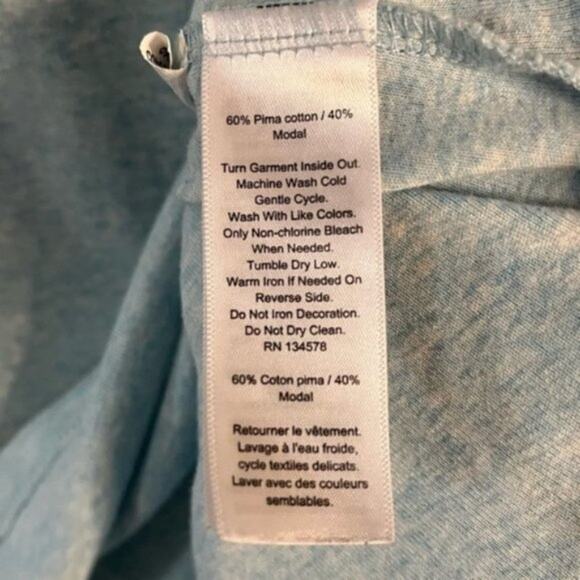 60% Pima cotton / 40%
Modal
Turn Garment Inside Out.
Machine Wash Cold
Gentle Cycle.
Wash With Like Colors.
Only Non-chlorine Bleach
When Needed.
Tumble Dry Low.
Warm Iron If Needed On
Reverse Side.
Do Not Iron Decoration.
Do Not Dry Clean.
RN 134578
60% Coton pima / 40%
Modal
Retourner le vêtement.
Lavage à l'eau froide,
cycle textiles delicats.
Laver avec des couleurs
semblables.